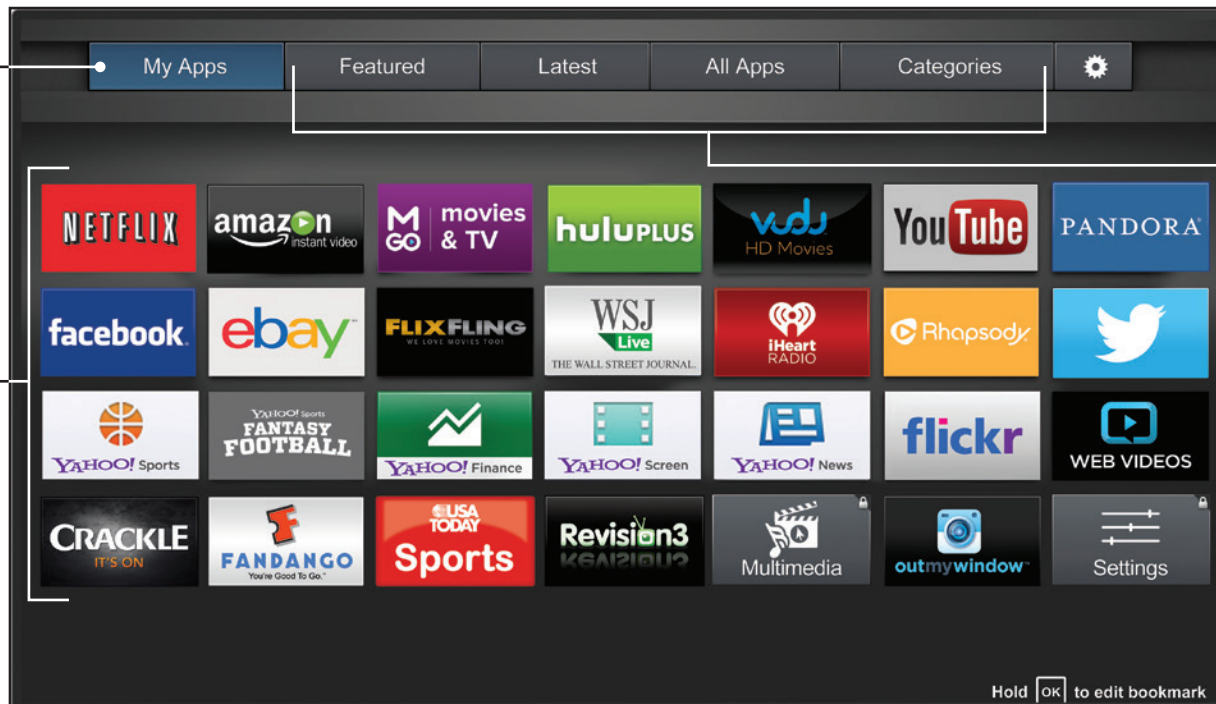 My Apps Featured Latest All Apps Categories
NETFLIX
amazon
instant video
M
GO
movies
& TV
huluPLUS
vudu
HD Movies
YouTube
PANDORA®
facebook.
ebay™
FLIXFLING
WE LOVE MOVIES TOO!
WSJ
Live
THE WALL STREET JOURNAL.
iHeart
RADIO
Rhapsody.
YAHOO! Sports
YAHOO! Sports
FANTASY
FOOTBALL
YAHOO! Finance
YAHOO! Screen
YAHOO! News
flickr
WEB VIDEOS
CRACKLE
IT'S ON
FANDANGO
You're Good To Go.™
USA
TODAY
Sports
Revision3
Multimedia
outmywindow™
Settings
Hold OK to edit bookmark